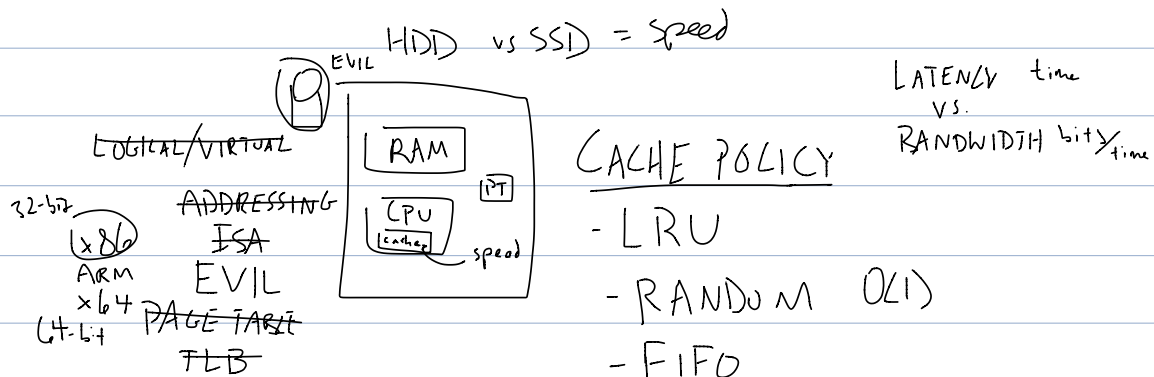 HDD vs SSD = speed
EVIL
LATENCY time
vs.
BANDWIDTH bits/time
LOGICAL/VIRTUAL
RAM
CACHE POLICY
PT
32-bit
ADDRESSING
CPU
- LRU
x86
ISA
caches
speed
ARM
EVIL
- RANDOM O(1)
x64
64-bit
PAGE TABLE
TLB
- FIFO